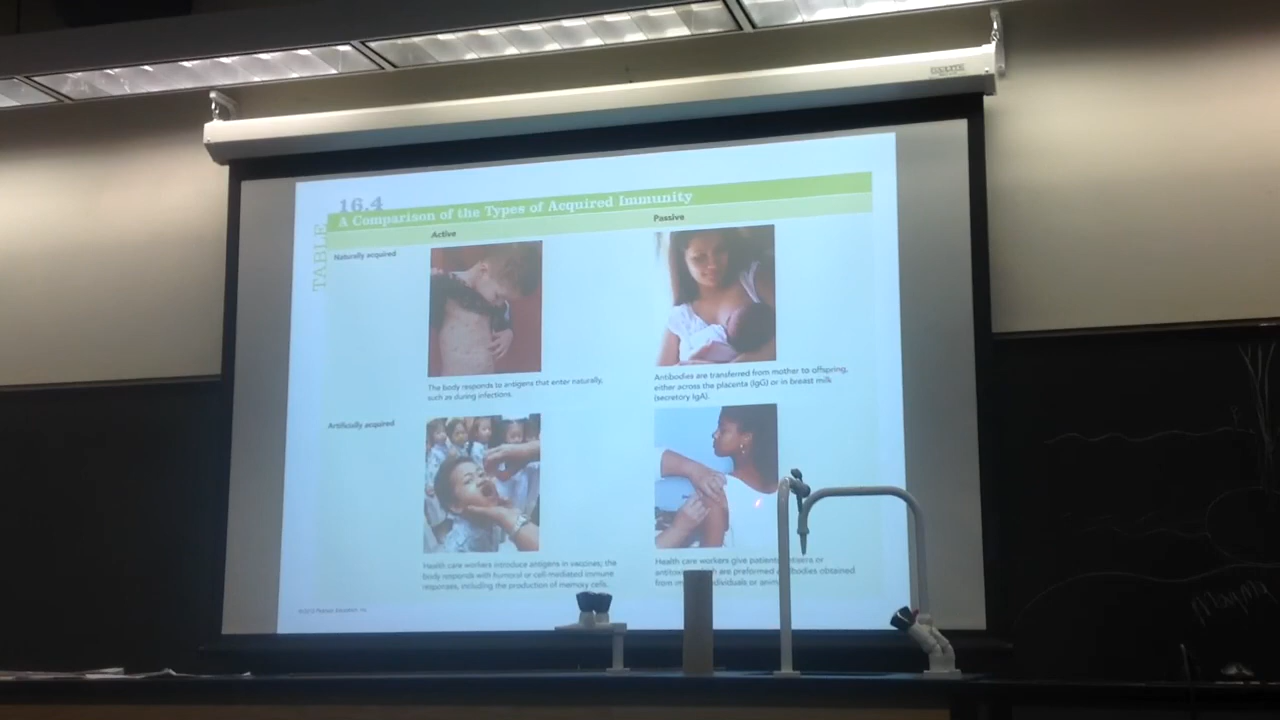 TABLE
16.4
A Comparison of the Types of Acquired Immunity
Active
Passive
Naturally acquired
The body responds to antigens that enter naturally,
such as during infections.
Antibodies are transferred from mother to offspring,
either across the placenta (IgG) or in breast milk
(secretory IgA).
Artificially acquired
Health care workers introduce antigens in vaccines; the
body responds with humoral or cell-mediated immune
responses, including the production of memory cells.
Health care workers give patients or
are preformed obtained
from
Pearson Education, Inc.